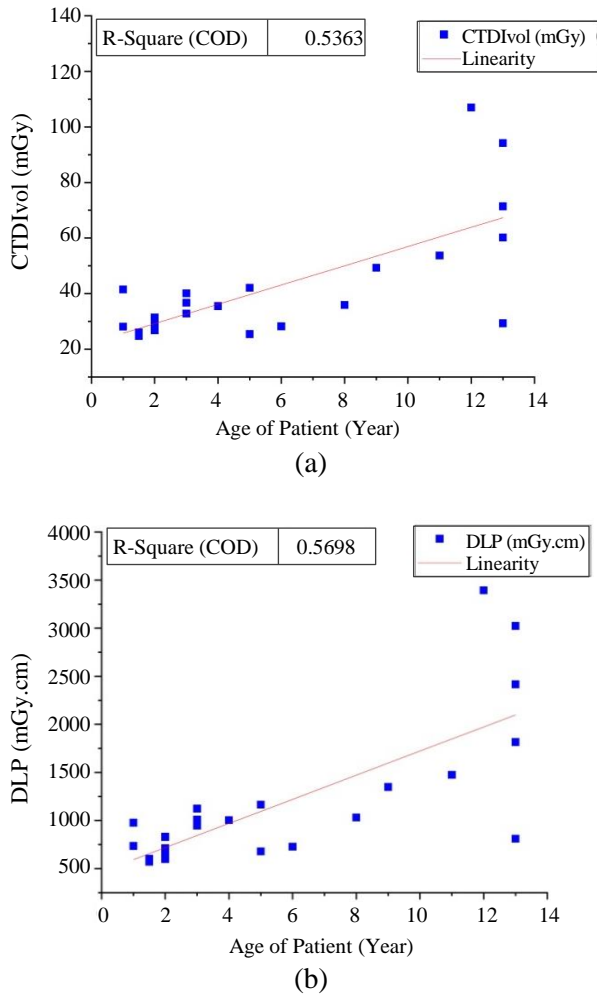 140
R-Square (COD) 0.5363
CTDIvol (mGy) (
Linearity
120
100
80
60
40
20
CTDIvol (mGy)
0 2 4 6 8 10 12 14
Age of Patient (Year)
(a)
4000
R-Square (COD) 0.5698
DLP (mGy.cm)
Linearity
3500
3000
2500
2000
1500
1000
500
DLP (mGy.cm)
0 2 4 6 8 10 12 14
Age of Patient (Year)
(b)